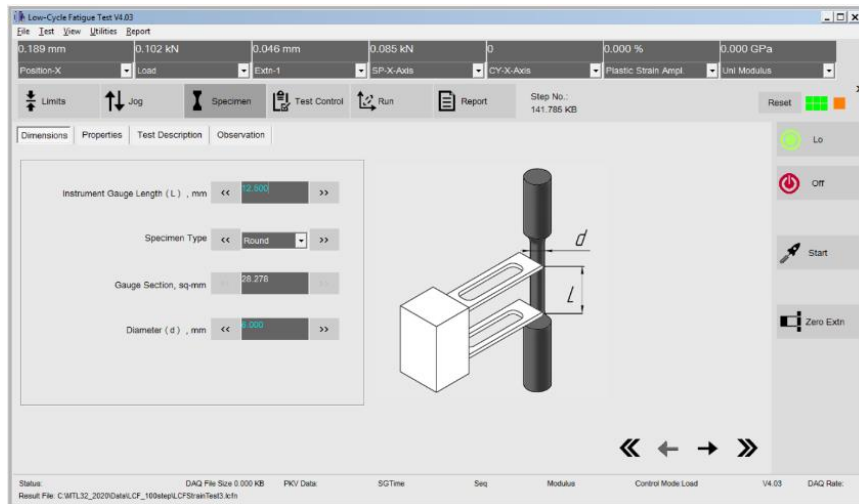 Low-Cycle Fatigue Test V4.03
File Test View Utilities Report
0.189 mm 0.102 kN 0.046 mm 0.085 kN 0 0.000 % 0.000 GPa
Position-X Load Extn-1 SP-X-Axis CY-X-Axis Plastic Strain Ampl. Unl Modulus
Limits Jog Specimen Test Control Run Report Step No.: Reset
141.785 KB
Dimensions Properties Test Description Observation
Lo
Instrument Gauge Length ( L ) , mm << 12.500 >>
Off
Specimen Type << Round >>
d
Start
Gauge Section, sq-mm << 28.278 >>
L
Diameter ( d ) , mm << 6.000 >>
Zero Extn
Status: DAQ File Size 0.000 KB PKV Data: SGTime Seq Modulus Control Mode:Load V4.03 DAQ Rate:
Result File: C:\MTL32_2020\Data\LCF_100step\LCFStrainTest3.lcfn